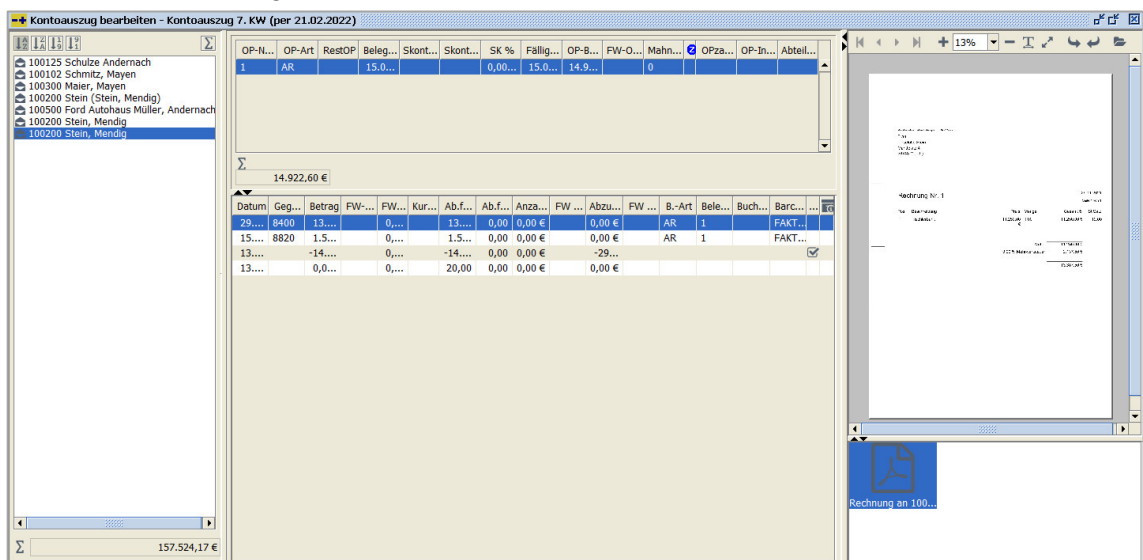 Kontoauszug bearbeiten - Kontoauszug 7. KW (per 21.02.2022)
100125 Schulze Andernach
100102 Schmitz, Mayen
100300 Maier, Mayen
100200 Stein (Stein, Mendig)
100500 Ford Autohaus Müller, Andernach
100200 Stein, Mendig
100200 Stein, Mendig
Σ 157.524,17 €
OP-N... OP-Art RestOP Beleg... Skont... Skont... SK % Fällig... OP-B... FW-O... Mahn... Z OPza... OP-In... Abteil...
1 AR 15.0... 0,00... 15.0... 14.9... 0
Σ
14.922,60 €
Datum Geg... Betrag FW-... FW... Kur... Ab.f... Ab.f... Anza... FW ... Abzu... FW ... B.-Art Bele... Buch... Barc... ...
29.... 8400 13.... 0,... 13.... 0,00 0,00 € 0,00 € AR 1 FAKT...
15.... 8820 1.5... 0,... 1.5... 0,00 0,00 € 0,00 € AR 1 FAKT...
13.... -14.... 0,... -14.... 0,00 0,00 € -29...
13.... 0,0... 0,... 20,00 0,00 0,00 € 0,00 €
13%
Rechnung Nr. 1
Rechnung an 100...